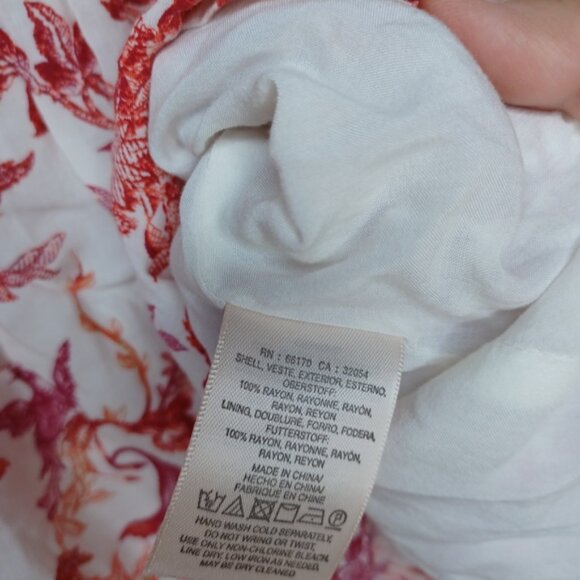 RN : 66170 CA : 32054
SHELL, VESTE, EXTERIOR, ESTERNO,
OBERSTOFF:
100% RAYON, RAYONNE, RAYÓN,
RAYON, REYON
LINING, DOUBLURE, FORRO, FODERA,
FUTTERSTOFF:
100% RAYON, RAYONNE, RAYÓN,
RAYON, REYON
MADE IN CHINA/
HECHO EN CHINA/
FABRIQUE EN CHINE
HAND WASH COLD SEPARATELY,
DO NOT WRING OR TWIST,
USE ONLY NON-CHLORINE BLEACH,
LINE DRY, LOW IRON AS NEEDED.
MAY BE DRY CLEANED